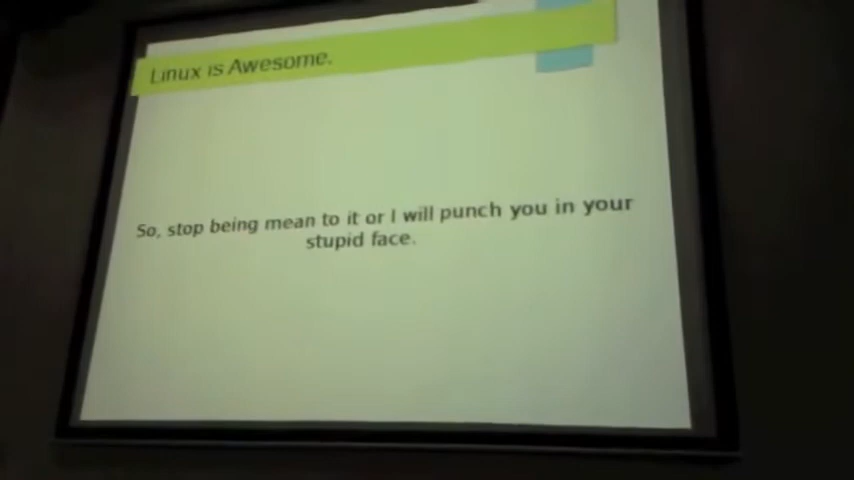 Linux is Awesome.
So, stop being mean to it or I will punch you in your
stupid face.